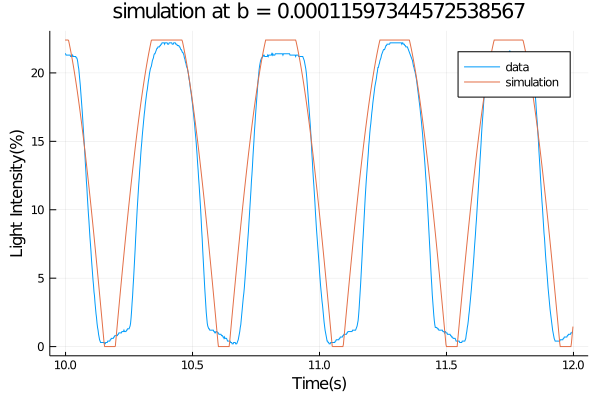 simulation at b = 0.00011597344572538567
Light Intensity(%)
20
15
10
5
0
data
simulation
10.0 10.5 11.0 11.5 12.0
Time(s)